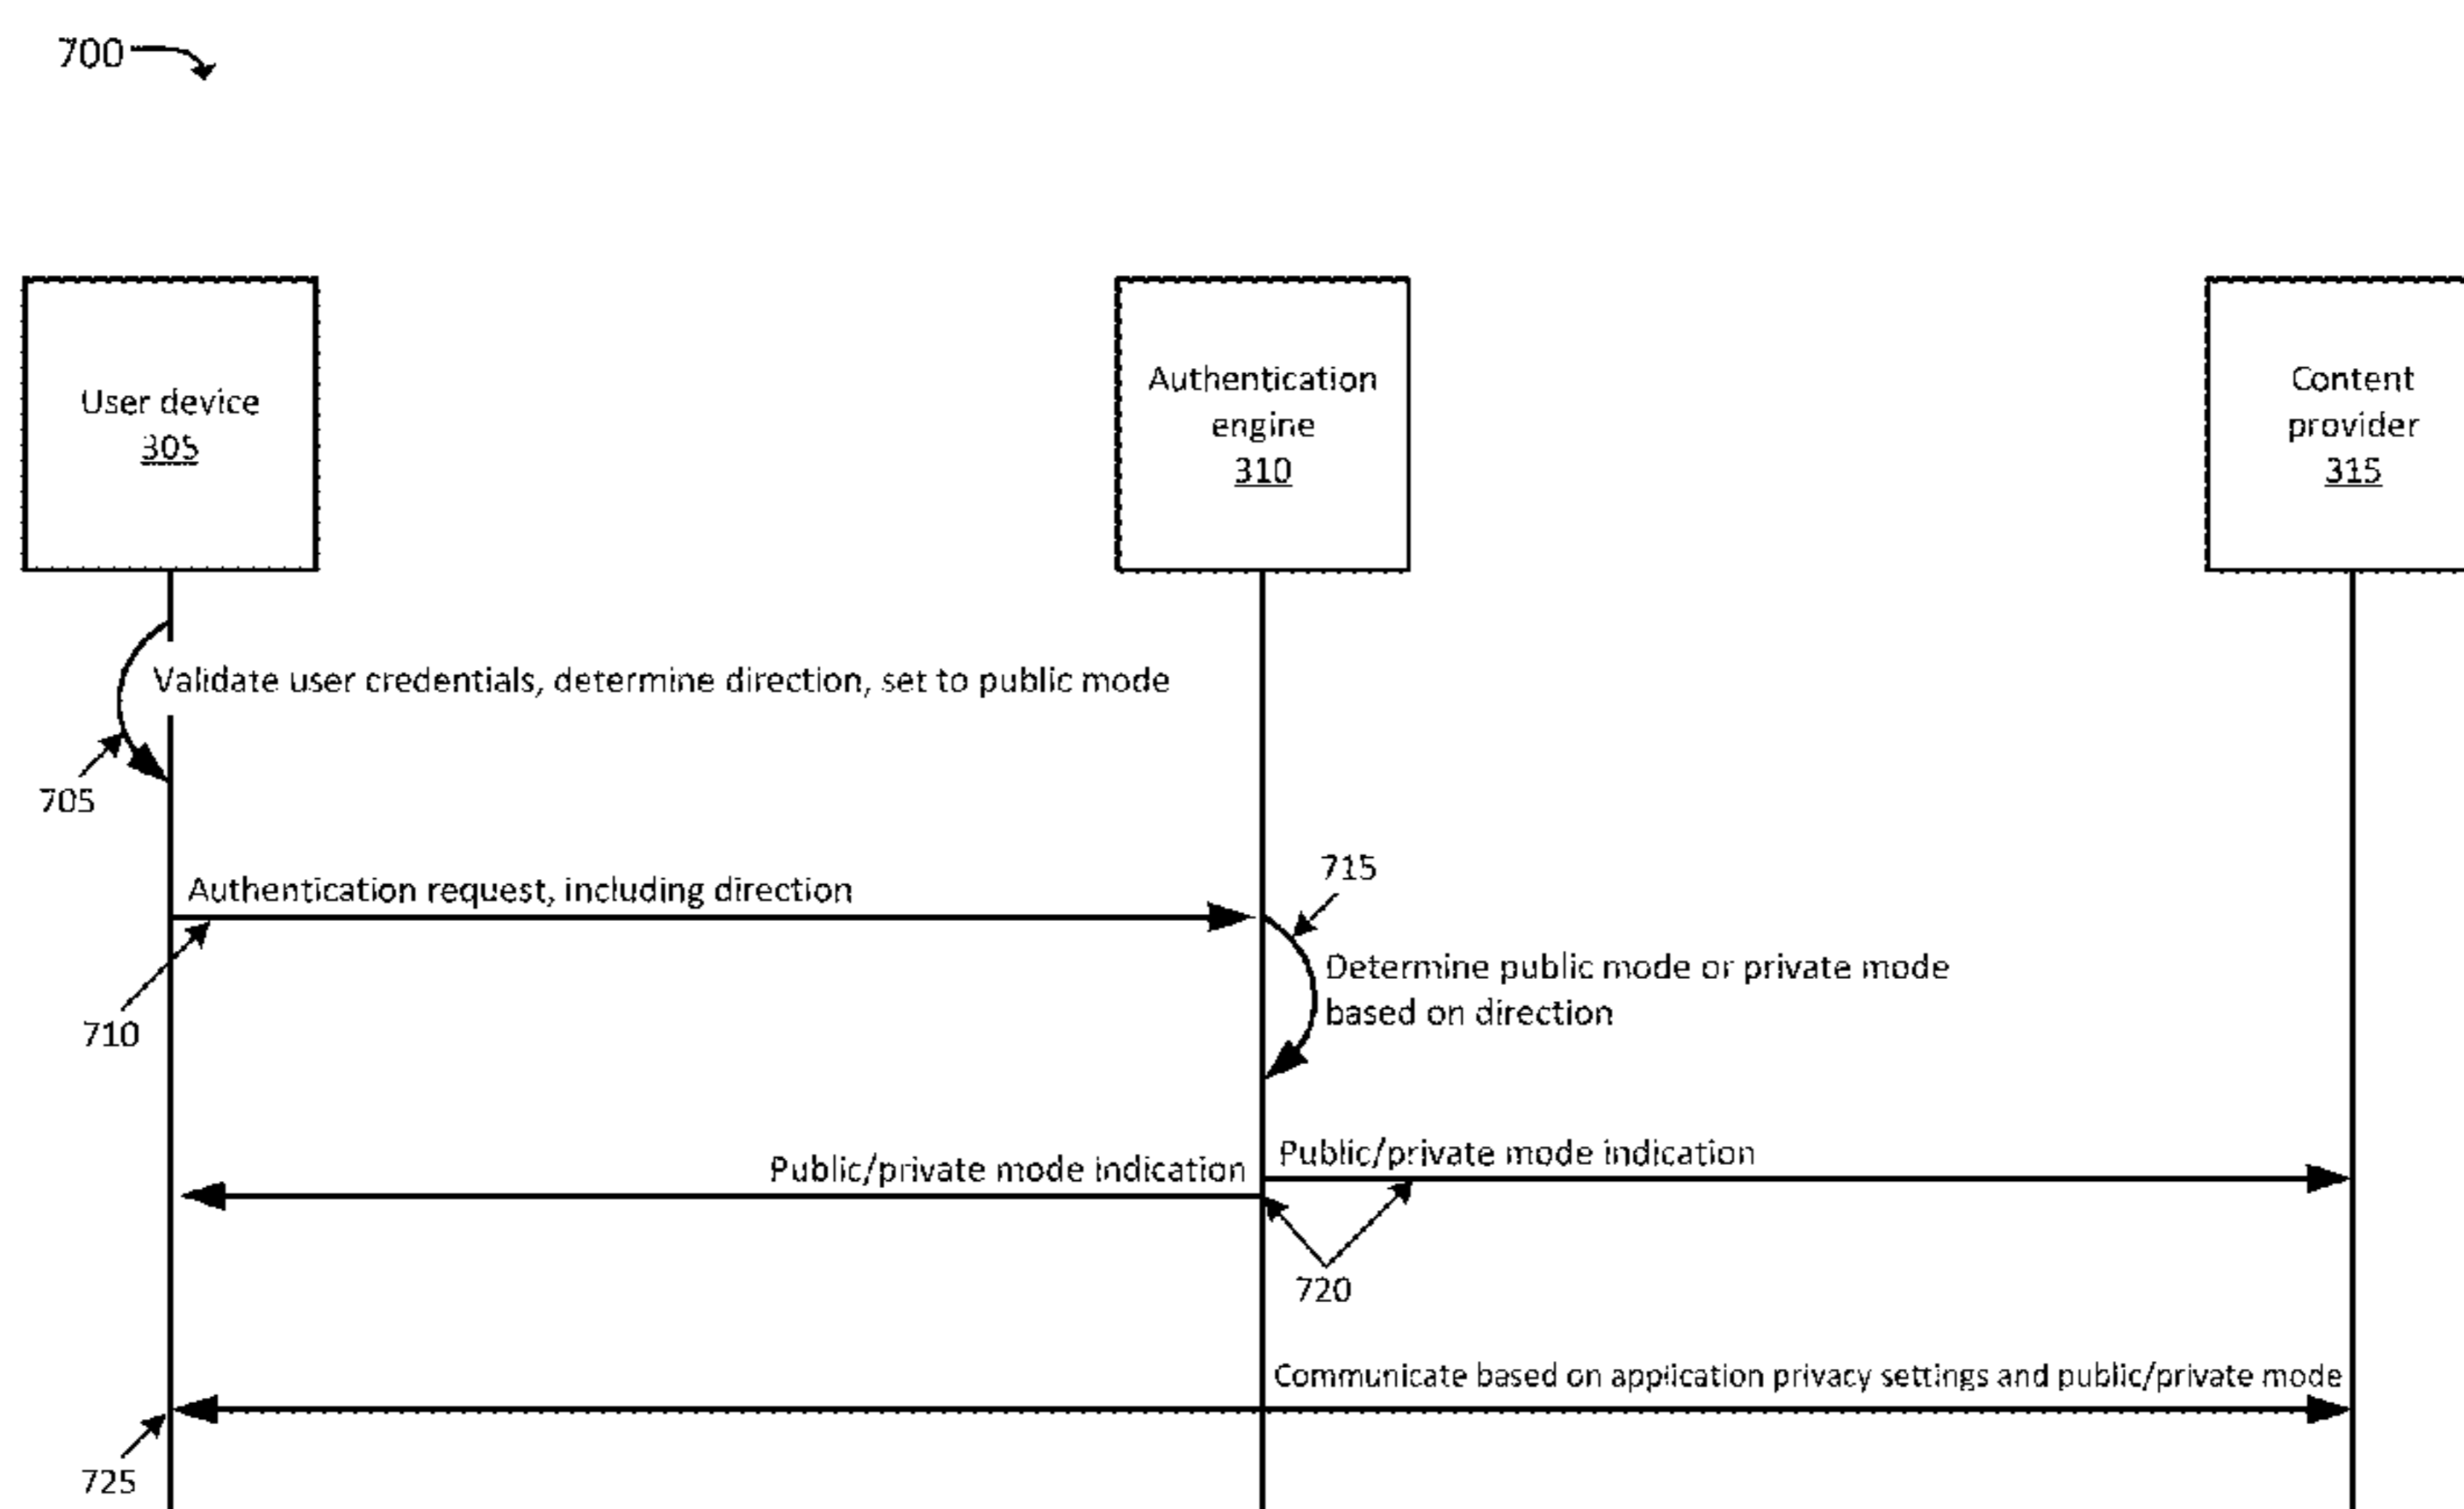 700
User device
305
Authentication
engine
310
Content
provider
315
Validate user credentials, determine direction, set to public mode
705
Authentication request, including direction
710
715
Determine public mode or private mode
based on direction
Public/private mode indication
Public/private mode indication
720
Communicate based on application privacy settings and public/private mode
725